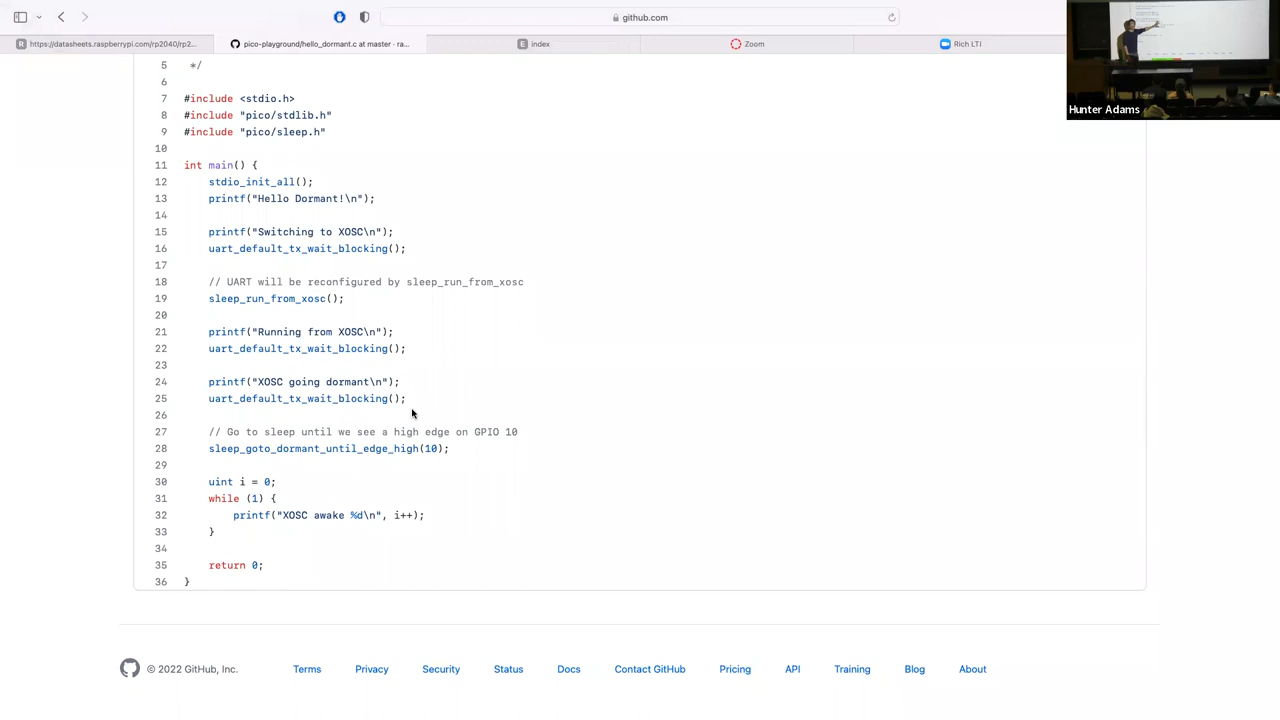 github.com
https://datasheets.raspberrypi.com/rp2040/rp2...
pico-playground/hello_dormant.c at master · ra...
index
Zoom
Rich LTI
Hunter Adams
5 */
6
7 #include <stdio.h>
8 #include "pico/stdlib.h"
9 #include "pico/sleep.h"
10
11 int main() {
12 stdio_init_all();
13 printf("Hello Dormant!\n");
14
15 printf("Switching to XOSC\n");
16 uart_default_tx_wait_blocking();
17
18 // UART will be reconfigured by sleep_run_from_xosc
19 sleep_run_from_xosc();
20
21 printf("Running from XOSC\n");
22 uart_default_tx_wait_blocking();
23
24 printf("XOSC going dormant\n");
25 uart_default_tx_wait_blocking();
26
27 // Go to sleep until we see a high edge on GPIO 10
28 sleep_goto_dormant_until_edge_high(10);
29
30 uint i = 0;
31 while (1) {
32 printf("XOSC awake %d\n", i++);
33 }
34
35 return 0;
36 }
© 2022 GitHub, Inc.
Terms
Privacy
Security
Status
Docs
Contact GitHub
Pricing
API
Training
Blog
About